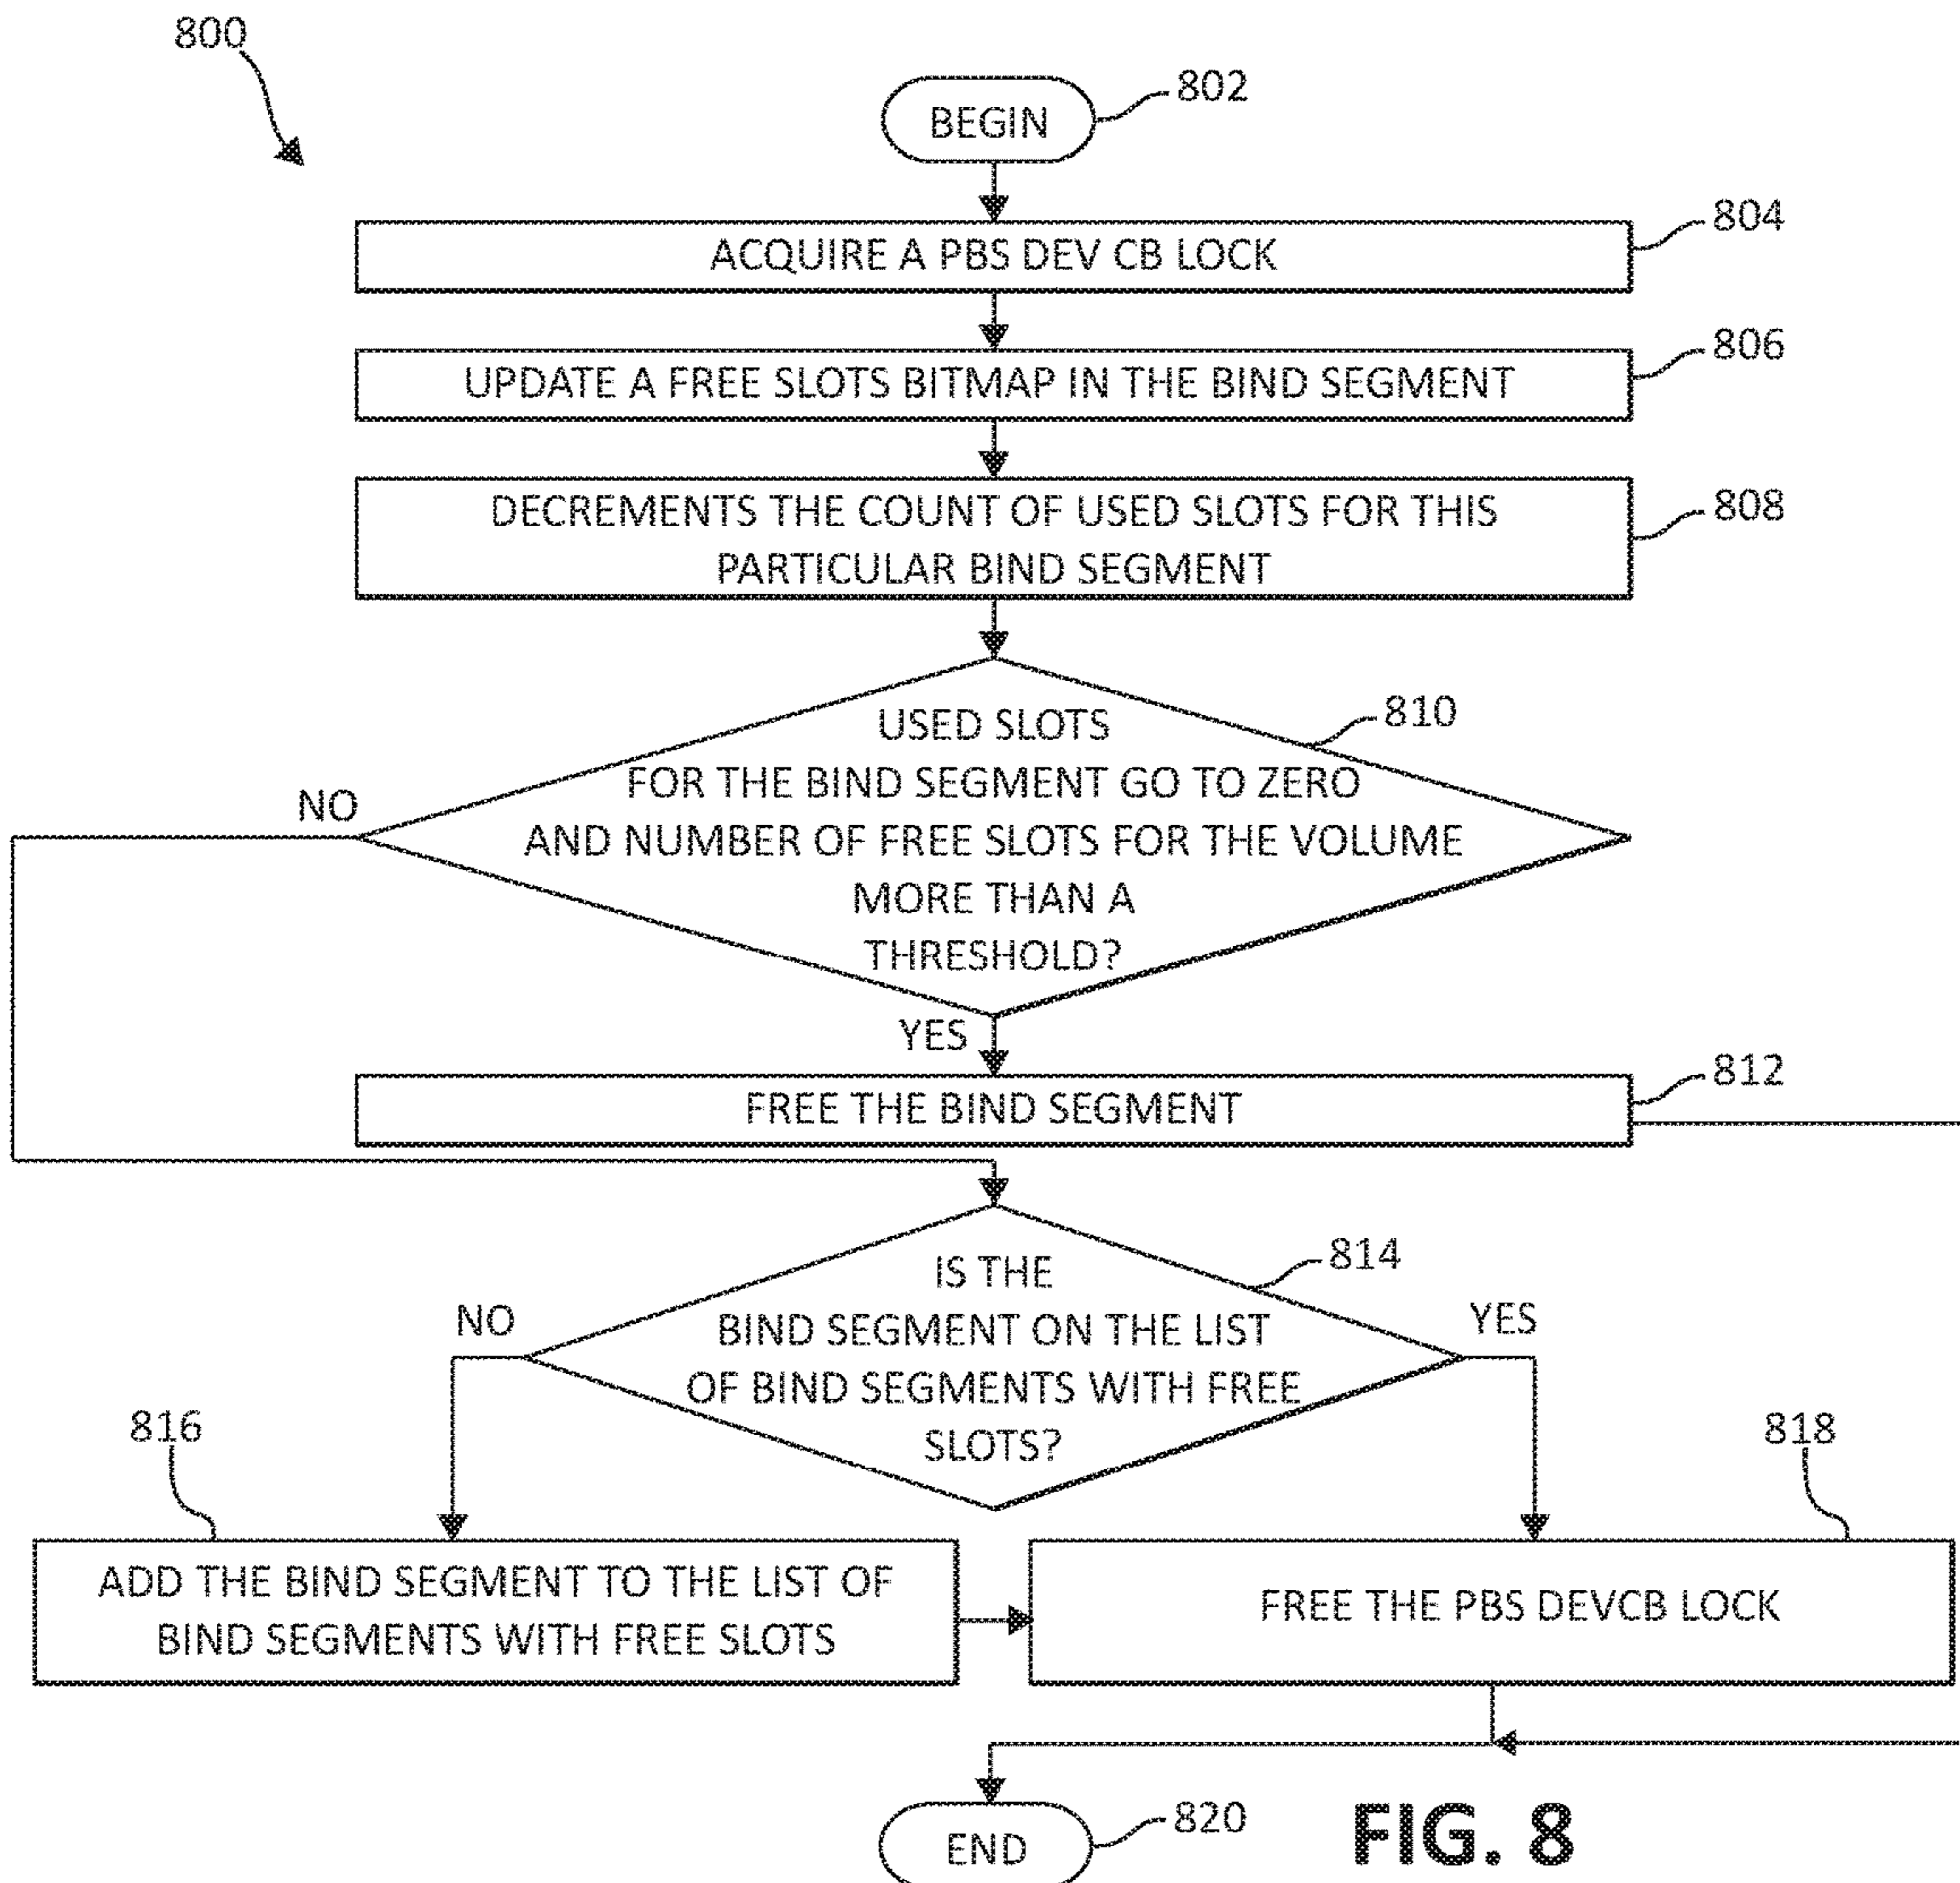 800
BEGIN
802
ACQUIRE A PBS DEV CB LOCK
804
UPDATE A FREE SLOTS BITMAP IN THE BIND SEGMENT
806
DECREMENTS THE COUNT OF USED SLOTS FOR THIS
PARTICULAR BIND SEGMENT
808
USED SLOTS
FOR THE BIND SEGMENT GO TO ZERO
AND NUMBER OF FREE SLOTS FOR THE VOLUME
MORE THAN A
THRESHOLD?
810
NO
YES
FREE THE BIND SEGMENT
812
IS THE
BIND SEGMENT ON THE LIST
OF BIND SEGMENTS WITH FREE
SLOTS?
814
NO
YES
816
ADD THE BIND SEGMENT TO THE LIST OF
BIND SEGMENTS WITH FREE SLOTS
818
FREE THE PBS DEVCB LOCK
END
820
FIG. 8